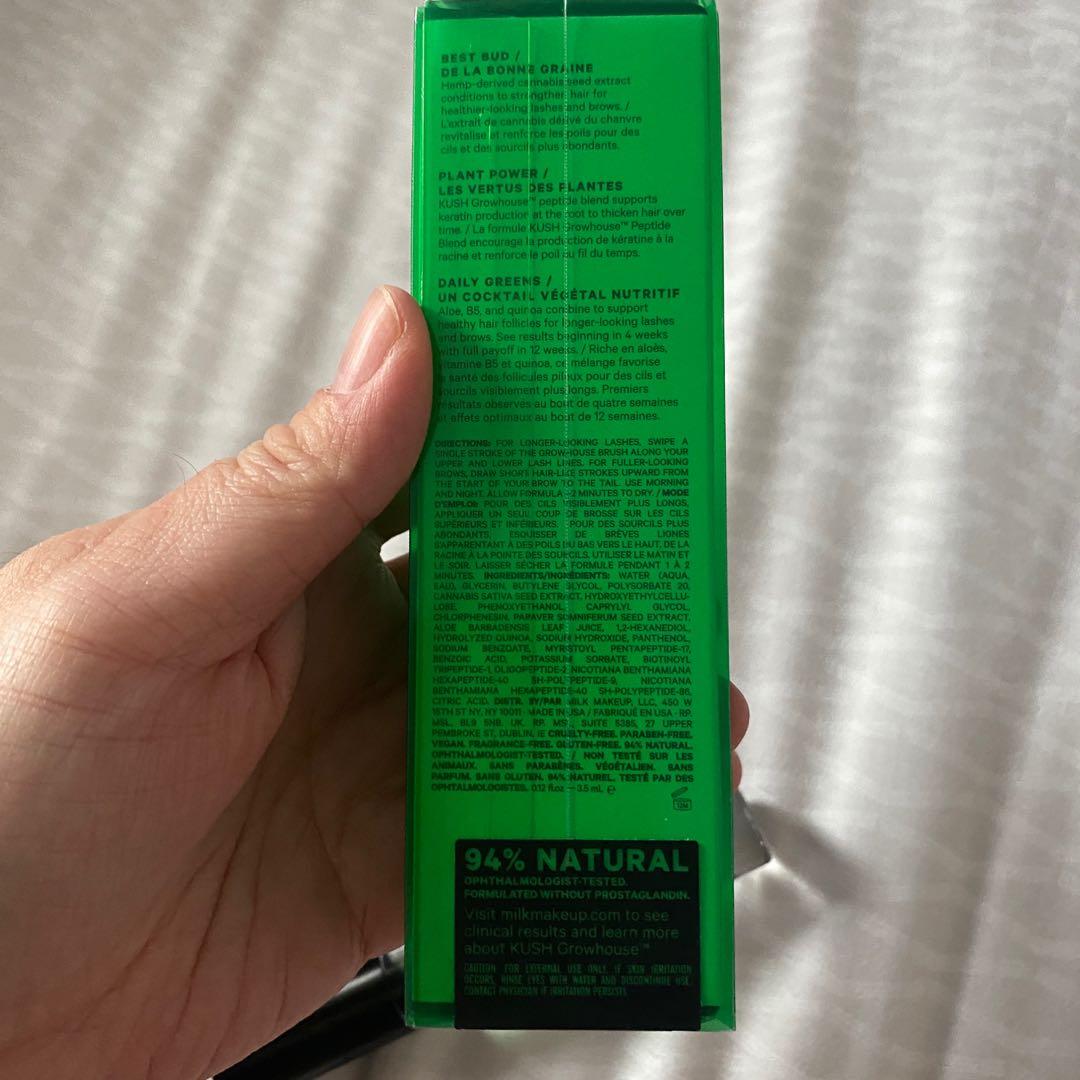 BEST BUD /
DE LA BONNE GRAINE
Hemp-derived cannabis seed extract
conditions to strengthen hair for
healthier-looking lashes and brows. /
L'extrait de cannabis dérivé du chanvre
revitalise et renforce les poils pour des
cils et des sourcils plus abondants.
PLANT POWER /
LES VERTUS DES PLANTES
KUSH Growhouse™ peptide blend supports
keratin production at the root to thicken hair over
time. / La formule KUSH Growhouse™ Peptide
Blend encourage la production de kératine à la
racine et renforce le poil au fil du temps.
DAILY GREENS /
UN COCKTAIL VÉGÉTAL NUTRITIF
Aloe, B5, and quinoa combine to support
healthy hair follicles for longer-looking lashes
and brows. See results beginning in 4 weeks
with full payoff in 12 weeks. / Riche en aloès,
vitamine B5 et quinoa, ce mélange favorise
la santé des follicules pileux pour des cils et
sourcils visiblement plus longs. Premiers
résultats observés au bout de quatre semaines
et effets optimaux au bout de 12 semaines.
DIRECTIONS: FOR LONGER-LOOKING LASHES, SWIPE A
SINGLE STROKE OF THE GROWHOUSE BRUSH ALONG YOUR
UPPER AND LOWER LASH LINES. FOR FULLER-LOOKING
BROWS, DRAW SHORT HAIR-LIKE STROKES UPWARD FROM
THE START OF YOUR BROW TO THE TAIL. USE MORNING
AND NIGHT. ALLOW FORMULA 1-2 MINUTES TO DRY. / MODE
D'EMPLOI: POUR DES CILS VISIBLEMENT PLUS LONGS,
APPLIQUER UN SEUL COUP DE BROSSE SUR LES CILS
SUPÉRIEURS ET INFÉRIEURS. POUR DES SOURCILS PLUS
ABONDANTS, ESQUISSER DE BRÈVES LIGNES
S'APPARENTANT À DES POILS DU BAS VERS LE HAUT, DE LA
RACINE À LA POINTE DES SOURCILS. UTILISER LE MATIN ET
LE SOIR. LAISSER SÉCHER LA FORMULE PENDANT 1 À 2
MINUTES. INGREDIENTS/INGRÉDIENTS: WATER (AQUA,
EAU), GLYCERIN, BUTYLENE GLYCOL, POLYSORBATE 20,
CANNABIS SATIVA SEED EXTRACT, HYDROXYETHYLCELLU-
LOSE, PHENOXYETHANOL, CAPRYLYL GLYCOL,
CHLORPHENESIN, PAPAVER SOMNIFERUM SEED EXTRACT,
ALOE BARBADENSIS LEAF JUICE, 1,2-HEXANEDIOL,
HYDROLYZED QUINOA, SODIUM HYDROXIDE, PANTHENOL,
SODIUM BENZOATE, MYRISTOYL PENTAPEPTIDE-17,
BENZOIC ACID, POTASSIUM SORBATE, BIOTINOYL
TRIPEPTIDE-1, OLIGOPEPTIDE-2, NICOTIANA BENTHAMIANA
HEXAPEPTIDE-40 SH-POLYPEPTIDE-9, NICOTIANA
BENTHAMIANA HEXAPEPTIDE-40 SH-POLYPEPTIDE-86,
CITRIC ACID. DISTR. BY/PAR MILK MAKEUP, LLC, 450 W
15TH ST NY, NY 10011 · MADE IN USA / FABRIQUÉ EN USA · RP.
MSL, BL9 5NB. UK. RP. MSL, SUITE 5385, 27 UPPER
PEMBROKE ST, DUBLIN, IE CRUELTY-FREE. PARABEN-FREE.
VEGAN. FRAGRANCE-FREE. GLUTEN-FREE. 94% NATURAL.
OPHTHALMOLOGIST-TESTED. / NON TESTÉ SUR LES
ANIMAUX. SANS PARABÈNES. VÉGÉTALIEN. SANS
PARFUM. SANS GLUTEN. 94% NATUREL. TESTÉ PAR DES
OPHTALMOLOGISTES. 0.12 fl.oz — 3.5 mL ℮
12M
94% NATURAL
OPHTHALMOLOGIST-TESTED.
FORMULATED WITHOUT PROSTAGLANDIN.
Visit milkmakeup.com to see
clinical results and learn more
about KUSH Growhouse™
CAUTION: FOR EXTERNAL USE ONLY. IF SKIN IRRITATION
OCCURS, RINSE EYES WITH WATER AND DISCONTINUE USE.
CONTACT PHYSICIAN IF IRRITATION PERSISTS.